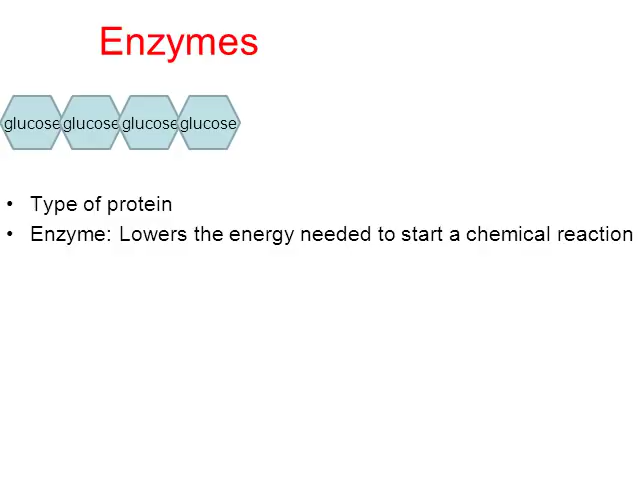 Enzymes
glucose glucose glucose glucose
• Type of protein
• Enzyme: Lowers the energy needed to start a chemical reaction